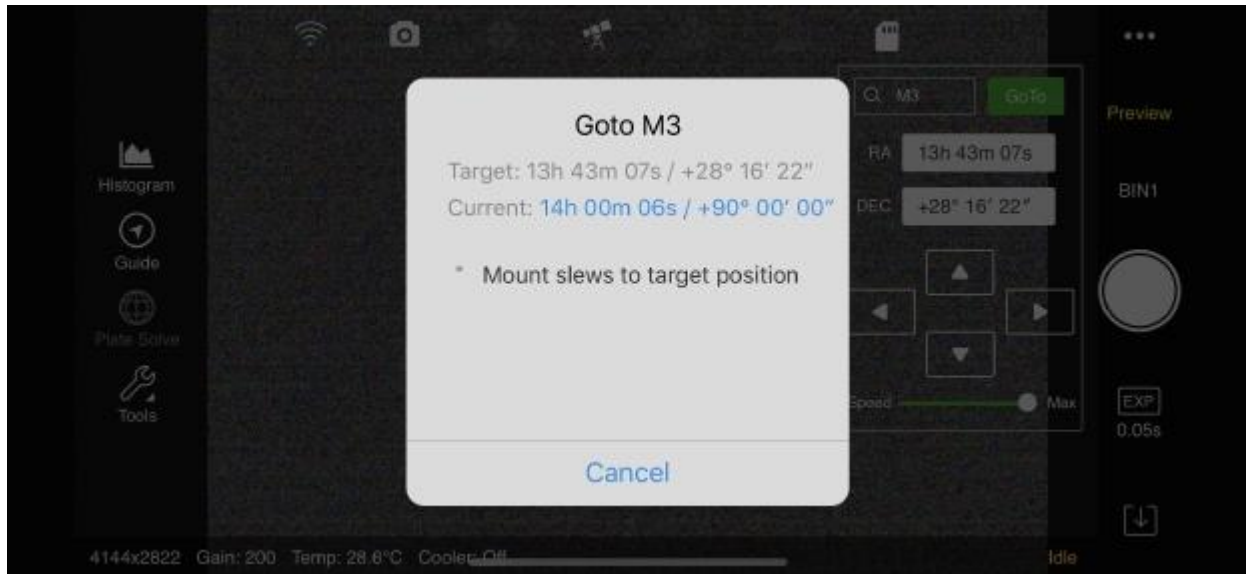 Goto M3
Target: 13h 43m 07s / +28° 16' 22"
Current: 14h 00m 06s / +90° 00' 00"
* Mount slews to target position
Cancel
Histogram
Guide
Plate Solve
Tools
M3 GoTo
RA 13h 43m 07s
DEC +28° 16' 22"
Speed Max
Preview
BIN1
EXP
0.05s
4144x2822 Gain: 200 Temp: 28.6°C Cooler: Off Idle